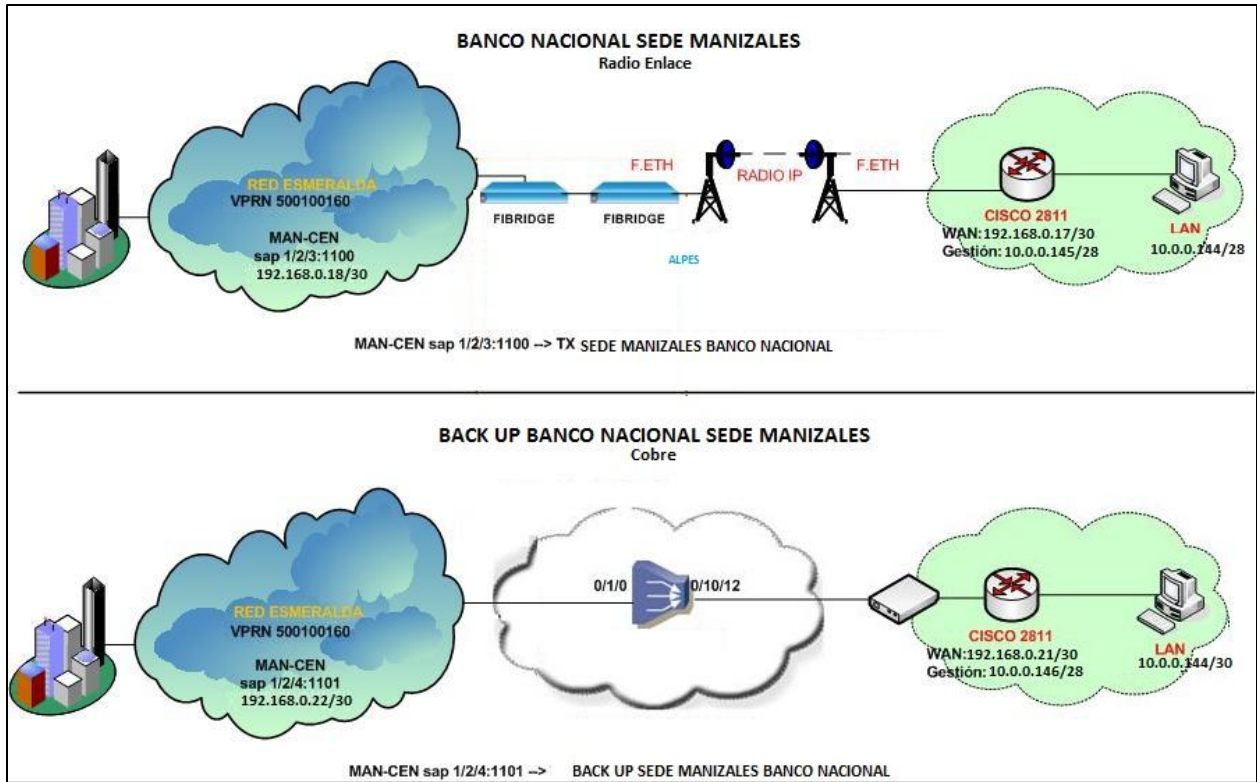 BANCO NACIONAL SEDE MANIZALES
Radio Enlace
RED ESMERALDA
VPRN 500100160
MAN-CEN
sap 1/2/3:1100
192.168.0.18/30
FIBRIDGE
FIBRIDGE
F.ETH
RADIO IP
F.ETH
ALPES
CISCO 2811
WAN:192.168.0.17/30
Gestión:10.0.0.145/28
LAN
10.0.0.144/28
MAN-CEN sap 1/2/3:1100 --> TX SEDE MANIZALES BANCO NACIONAL
BACK UP BANCO NACIONAL SEDE MANIZALES
Cobre
RED ESMERALDA
VPRN 500100160
MAN-CEN
sap 1/2/4:1101
192.168.0.22/30
0/1/0
0/10/12
CISCO 2811
WAN:192.168.0.21/30
Gestión: 10.0.0.146/28
LAN
10.0.0.144/30
MAN-CEN sap 1/2/4:1101 --> BACK UP SEDE MANIZALES BANCO NACIONAL